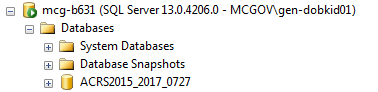 mcg-b631 (SQL Server 13.0.4206.0 - MCGOV\gen-dobkid01)
Databases
System Databases
Database Snapshots
ACRS2015_2017_0727